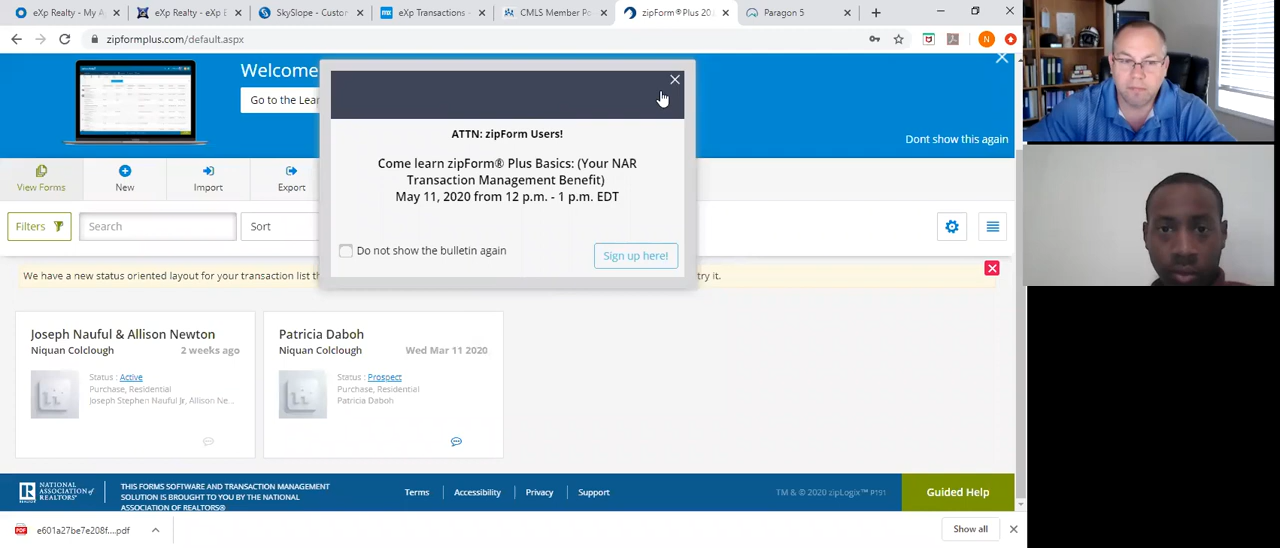 eXp Realty - My A
eXp Realty - eXp E
SkySlope - Custom
mx
eXp Transactions -
CMLS Member Po
zipForm® Plus 20
Paragon 5
zipformplus.com/default.aspx
N
Welcome
Go to the Lea
Dont show this again
ATTN: zipForm Users!
Come learn zipForm® Plus Basics: (Your NAR
Transaction Management Benefit)
May 11, 2020 from 12 p.m. - 1 p.m. EDT
Do not show the bulletin again
Sign up here!
View Forms
New
Import
Export
Filters
Search
Sort
We have a new status oriented layout for your transaction list th
try it.
Joseph Nauful & Allison Newton
Niquan Colclough
2 weeks ago
Status : Active
Purchase, Residential
Joseph Stephen Nauful Jr, Allison Ne...
Patricia Daboh
Niquan Colclough
Wed Mar 11 2020
Status : Prospect
Purchase, Residential
Patricia Daboh
R
NATIONAL
ASSOCIATION of
REALTORS®
THIS FORMS SOFTWARE AND TRANSACTION MANAGEMENT
SOLUTION IS BROUGHT TO YOU BY THE NATIONAL
ASSOCIATION OF REALTORS®
Terms
Accessibility
Privacy
Support
TM & © 2020 zipLogix™ P191
Guided Help
PDF
e601a27be7e208f....pdf
Show all